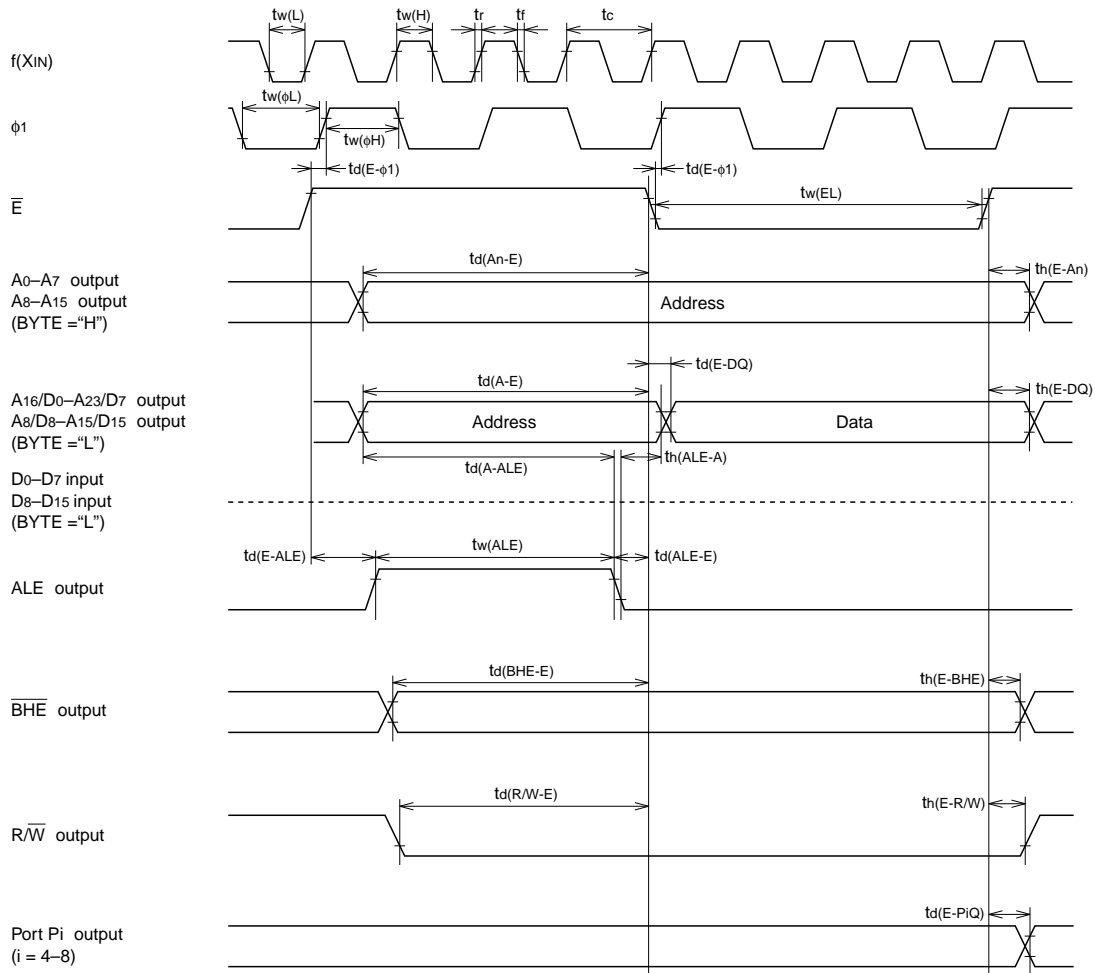 tw(L) tw(H) tr tf tc
f(XIN)
tw(ϕL)
ϕ1
tw(ϕH)
td(E-ϕ1) td(E-ϕ1)
E
tw(EL)
td(An-E) th(E-An)
A0–A7 output
A8–A15 output
(BYTE =“H”)
Address
td(E-DQ)
td(A-E) th(E-DQ)
A16/D0–A23/D7 output
A8/D8–A15/D15 output
(BYTE =“L”)
Address Data
td(A-ALE) th(ALE-A)
D0–D7 input
D8–D15 input
(BYTE =“L”)
td(E-ALE) tw(ALE) td(ALE-E)
ALE output
td(BHE-E) th(E-BHE)
BHE output
td(R/W-E) th(E-R/W)
R/W output
td(E-PiQ)
Port Pi output
(i = 4–8)